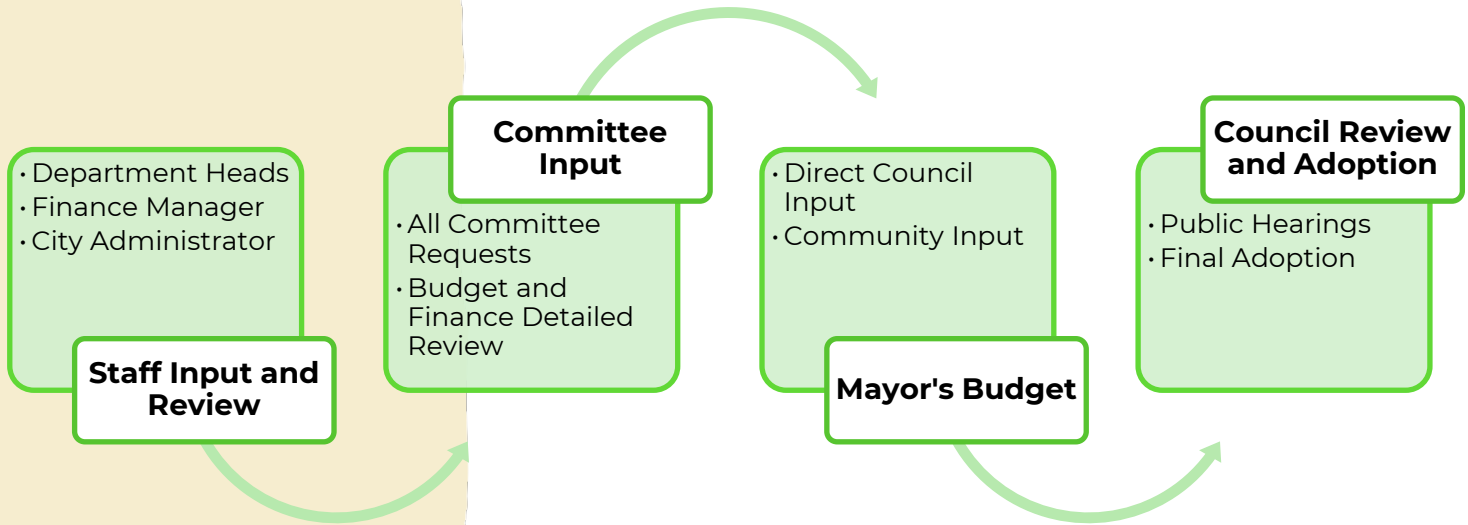 · Department Heads
· Finance Manager
· City Administrator
Staff Input and
Review
Committee
Input
· All Committee
Requests
· Budget and
Finance Detailed
Review
· Direct Council
Input
· Community Input
Mayor's Budget
Council Review
and Adoption
· Public Hearings
· Final Adoption